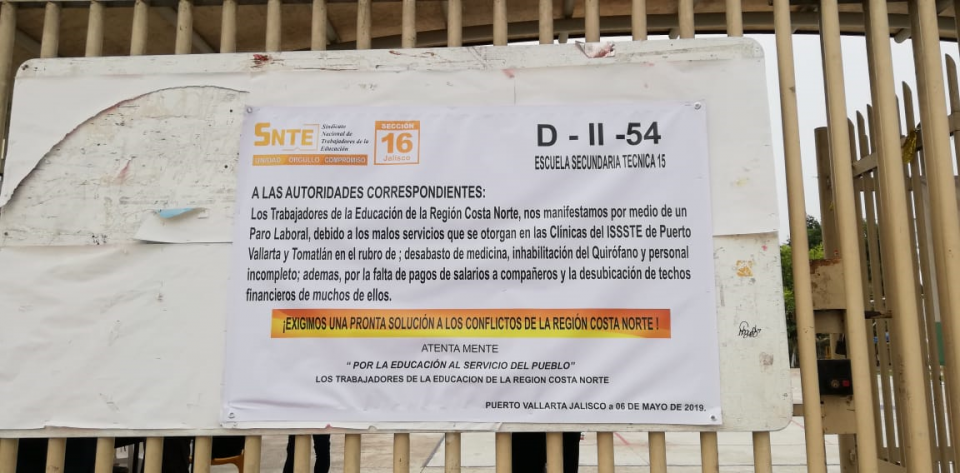 SNTE
Sindicato
Nacional de
Trabajadores de la
Educación
ORGULLO COMPROMISO
SECCIÓN
16
Jalisco
D - II -54
ESCUELA SECUNDARIA TECNICA 15
A LAS AUTORIDADES CORRESPONDIENTES:
Los Trabajadores de la Educación de la Región Costa Norte, nos manifestamos por medio de un
Paro Laboral, debido a los malos servicios que se otorgan en las Clínicas del ISSSTE de Puerto
Vallarta y Tomatlán en el rubro de ; desabasto de medicina, inhabilitación del Quirófano y personal
incompleto; ademas, por la falta de pagos de salarios a compañeros y la desubicación de techos
financieros de muchos de ellos.
¡EXIGIMOS UNA PRONTA SOLUCIÓN A LOS CONFLICTOS DE LA REGIÓN COSTA NORTE !
ATENTA MENTE
“ POR LA EDUCACIÓN AL SERVICIO DEL PUEBLO”
LOS TRABAJADORES DE LA EDUCACION DE LA REGION COSTA NORTE
PUERTO VALLARTA JALISCO a 06 DE MAYO DE 2019.